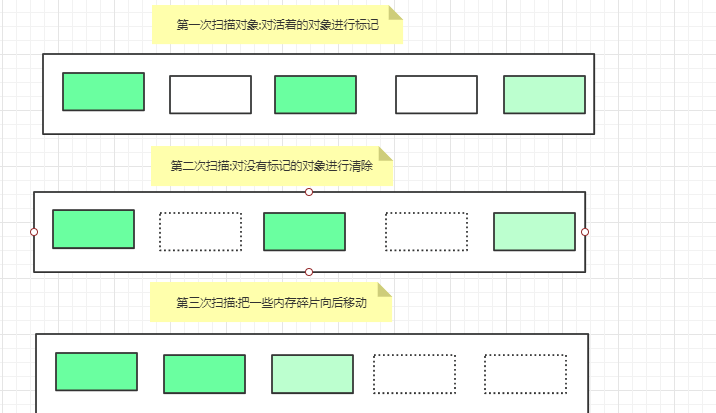 第一次扫描对象:对活着的对象进行标记
第二次扫描:对没有标记的对象进行清除
第三次扫描:把一些内存碎片向后移动